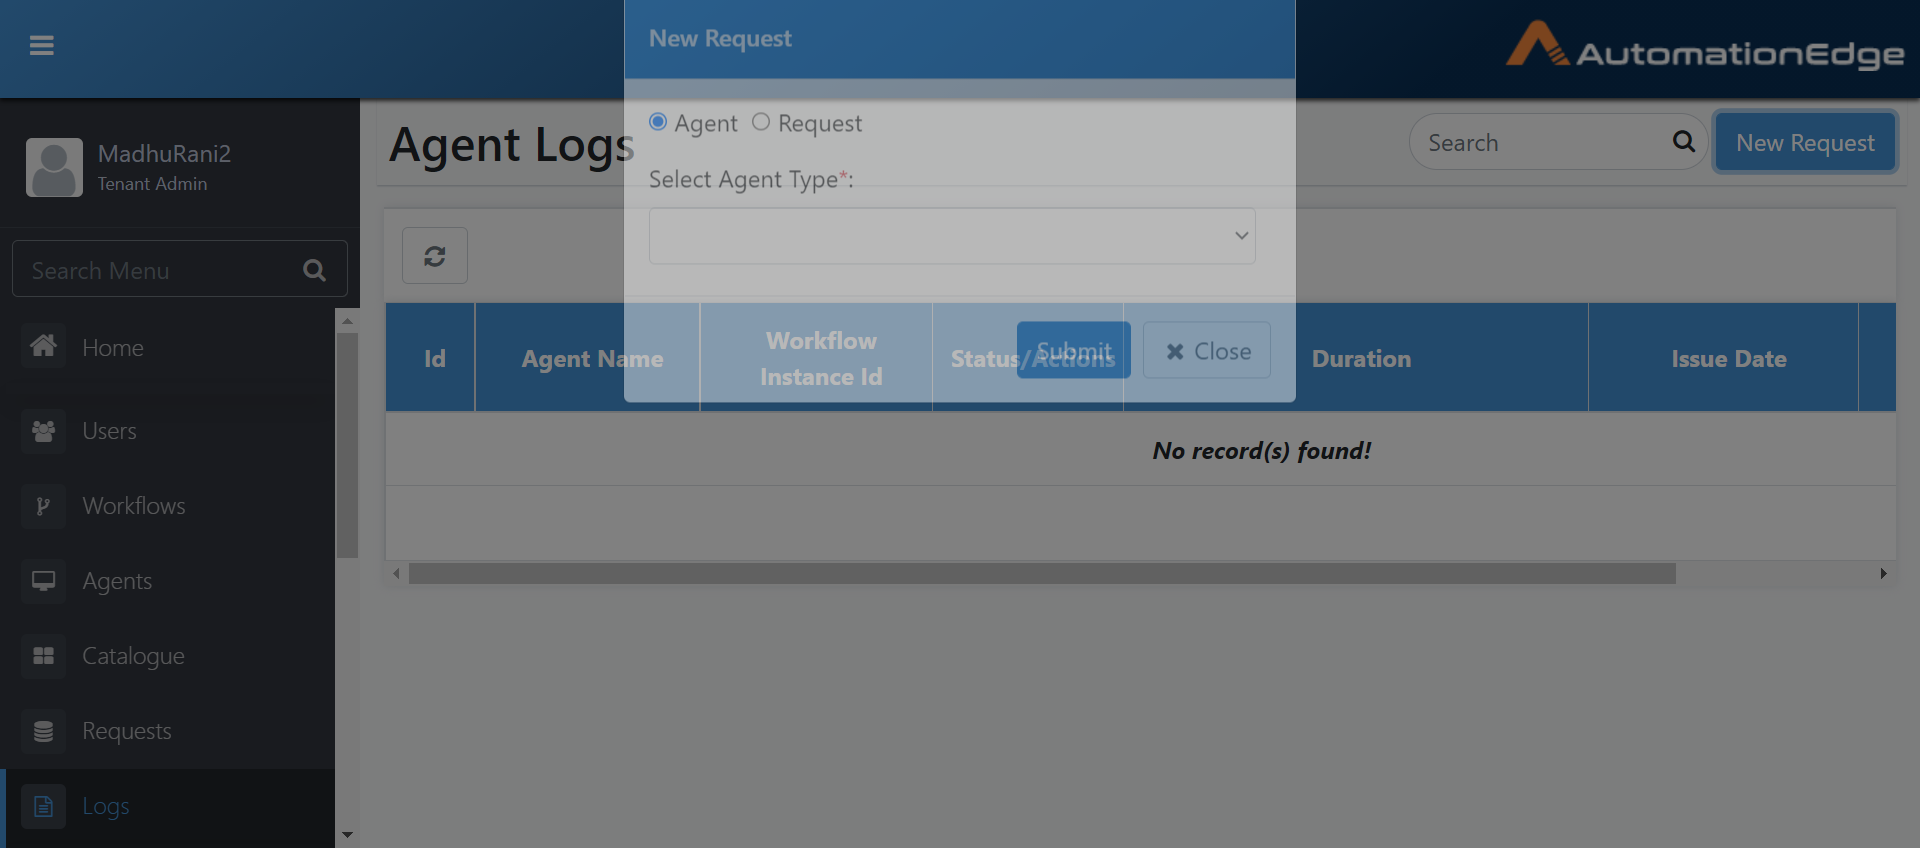 New Request
AutomationEdge
MadhuRani2
Tenant Admin
Search Menu
Home
Users
Workflows
Agents
Catalogue
Requests
Logs
Agent Logs
Search
New Request
Agent Request
Select Agent Type*:
Submit
Close
Id
Agent Name
Workflow
Instance Id
Status/Actions
Duration
Issue Date
No record(s) found!